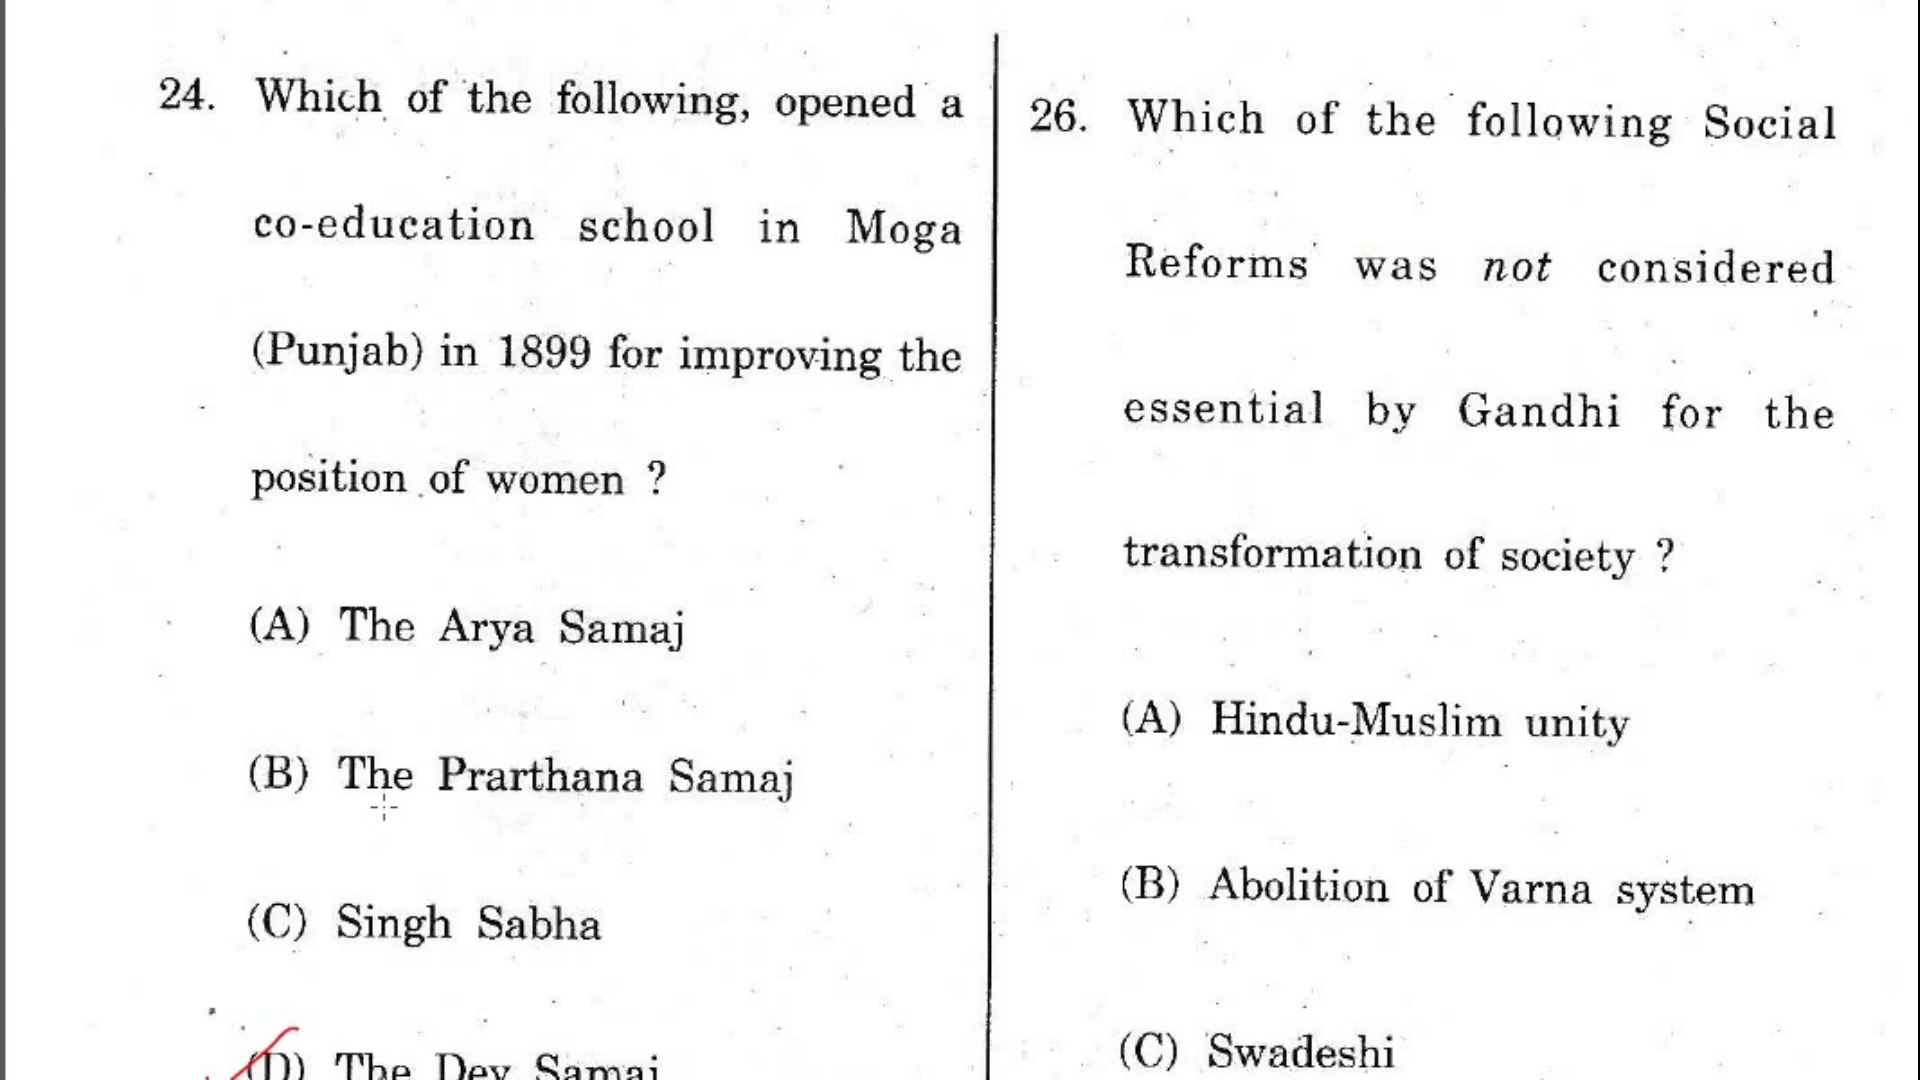 24. Which of the following, opened a
co-education school in Moga
(Punjab) in 1899 for improving the
position of women ?
(A) The Arya Samaj
(B) The Prarthana Samaj
(C) Singh Sabha
(D) The Dev Samaj
26. Which of the following Social
Reforms was not considered
essential by Gandhi for the
transformation of society ?
(A) Hindu-Muslim unity
(B) Abolition of Varna system
(C) Swadeshi